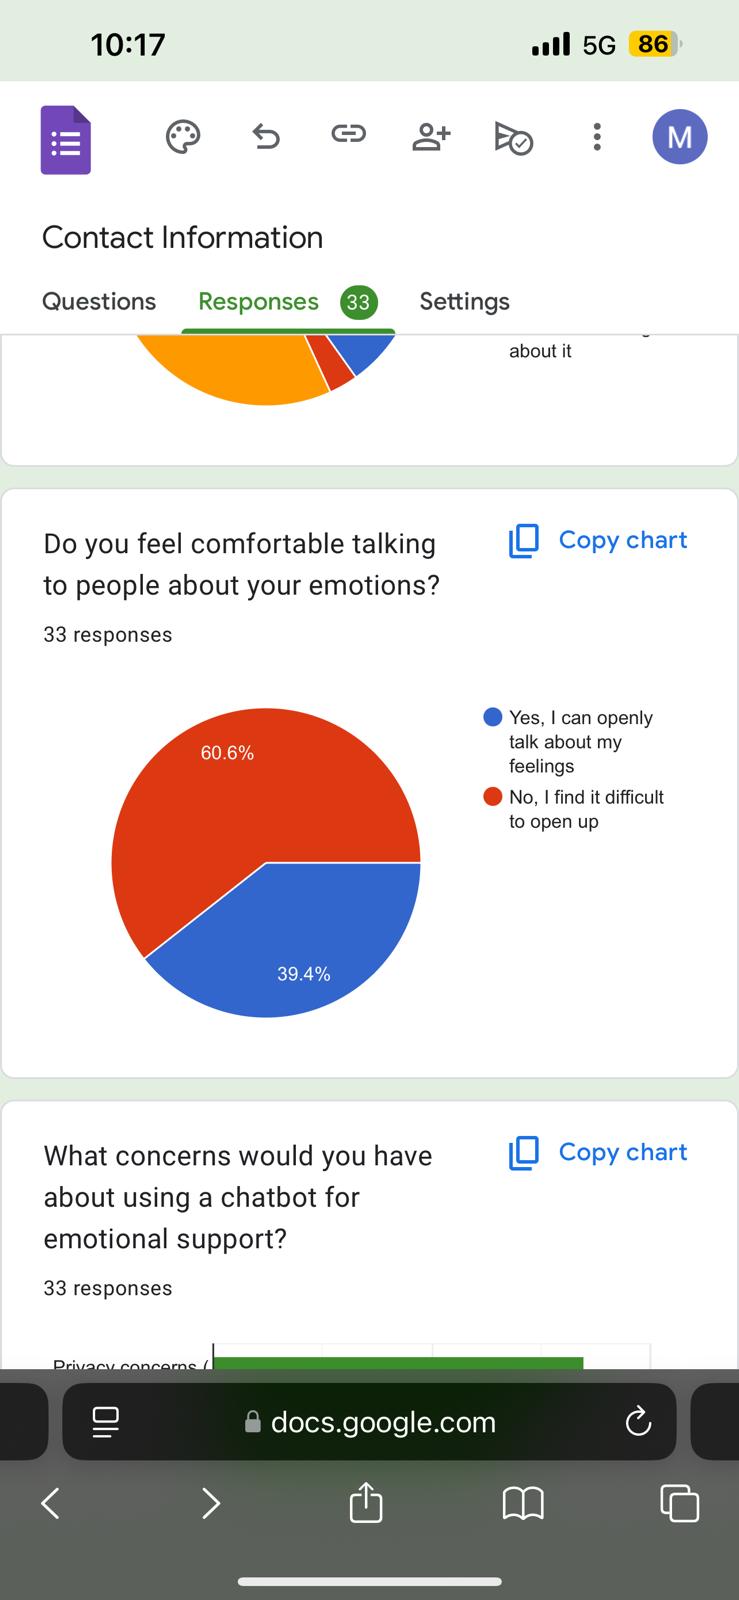 10:17
5G
86
M
Contact Information
Questions
Responses
33
Settings
about it
Do you feel comfortable talking
to people about your emotions?
Copy chart
33 responses
60.6%
39.4%
Yes, I can openly
talk about my
feelings
No, I find it difficult
to open up
What concerns would you have
about using a chatbot for
emotional support?
Copy chart
33 responses
Privacy concerns (
docs.google.com